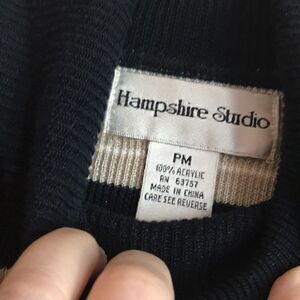 Hampshire Studio
PM
100% ACRYLIC
RN 63757
MADE IN CHINA
CARE SEE REVERSE